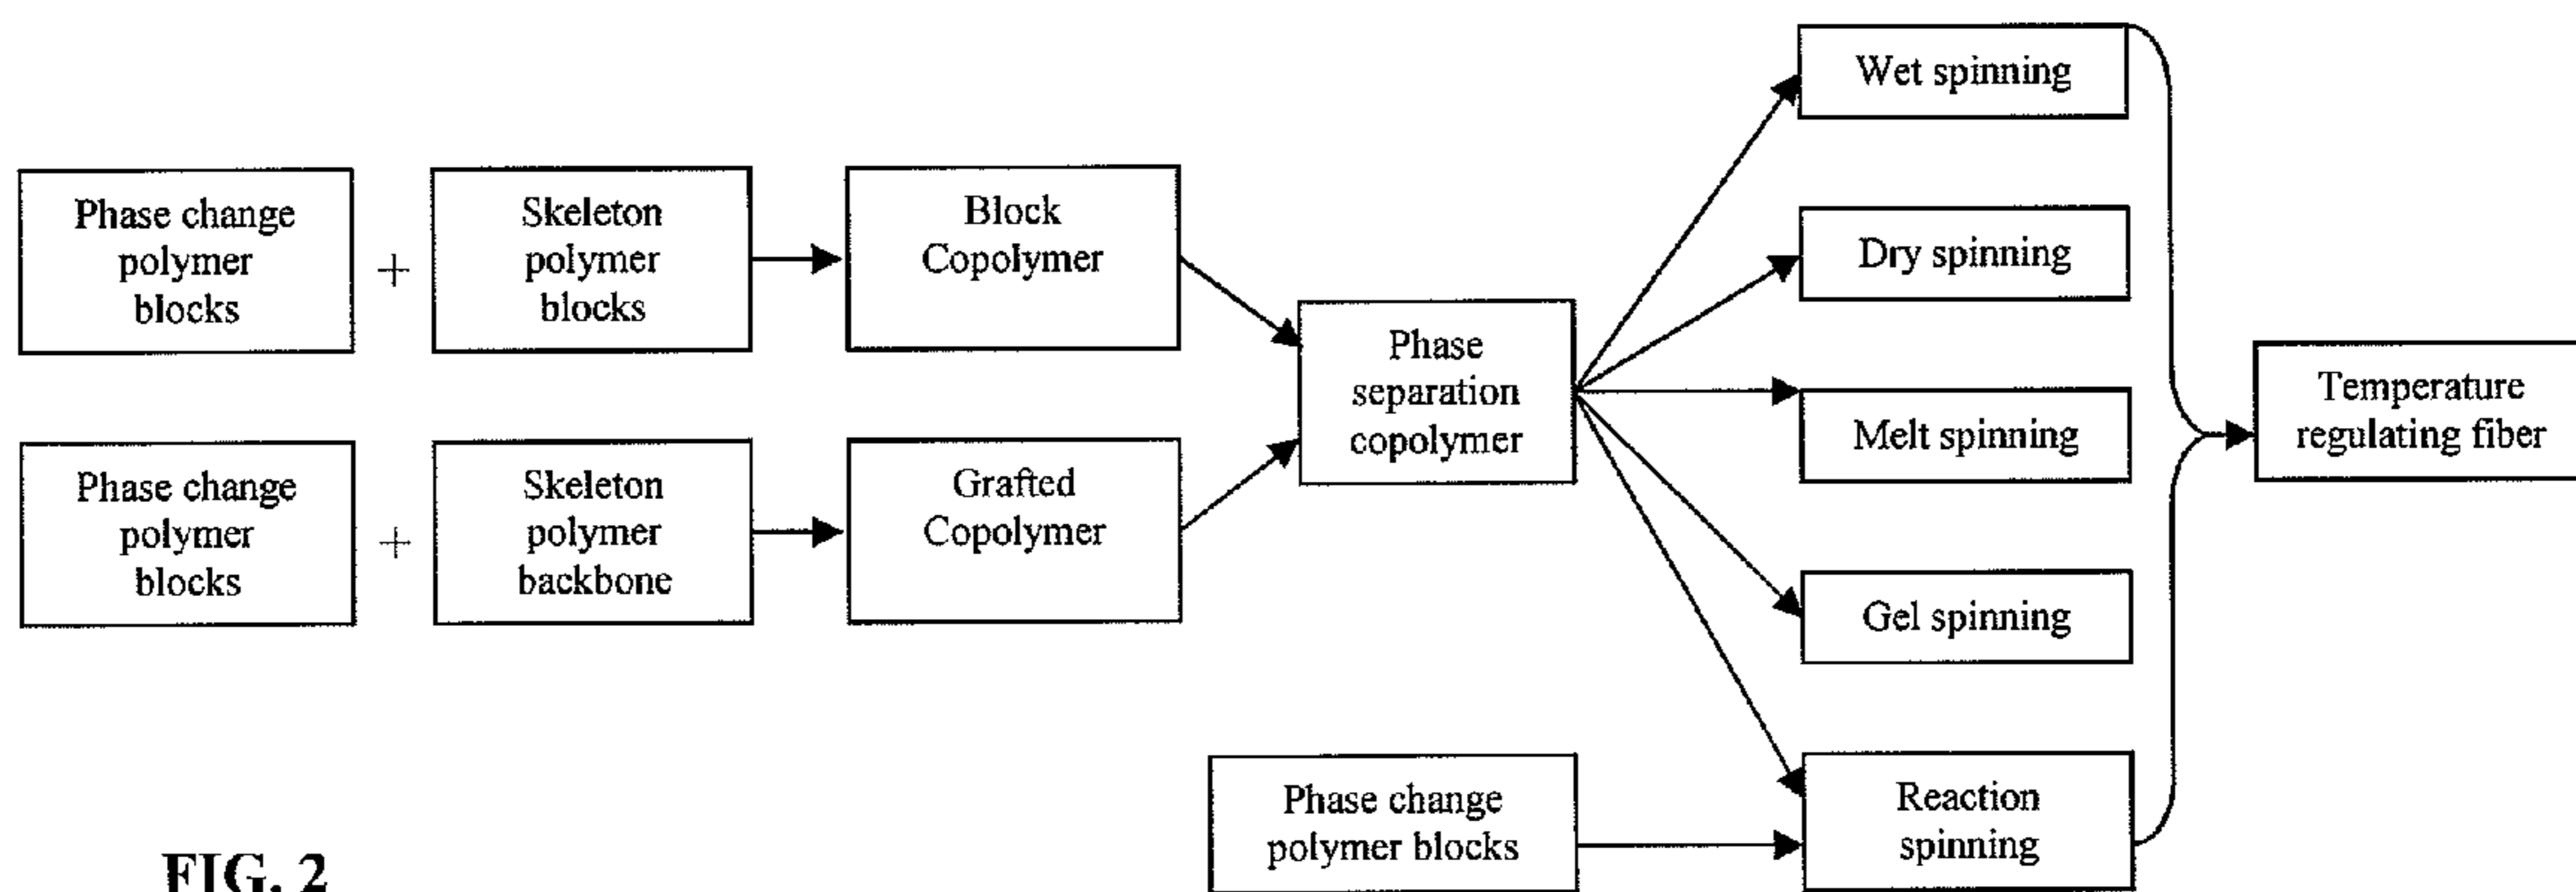 Phase change
polymer
blocks
+
Skeleton
polymer
blocks
Block
Copolymer
Phase change
polymer
blocks
+
Skeleton
polymer
backbone
Grafted
Copolymer
Phase
separation
copolymer
Wet spinning
Dry spinning
Melt spinning
Gel spinning
Phase change
polymer blocks
Reaction
spinning
Temperature
regulating fiber
FIG. 2